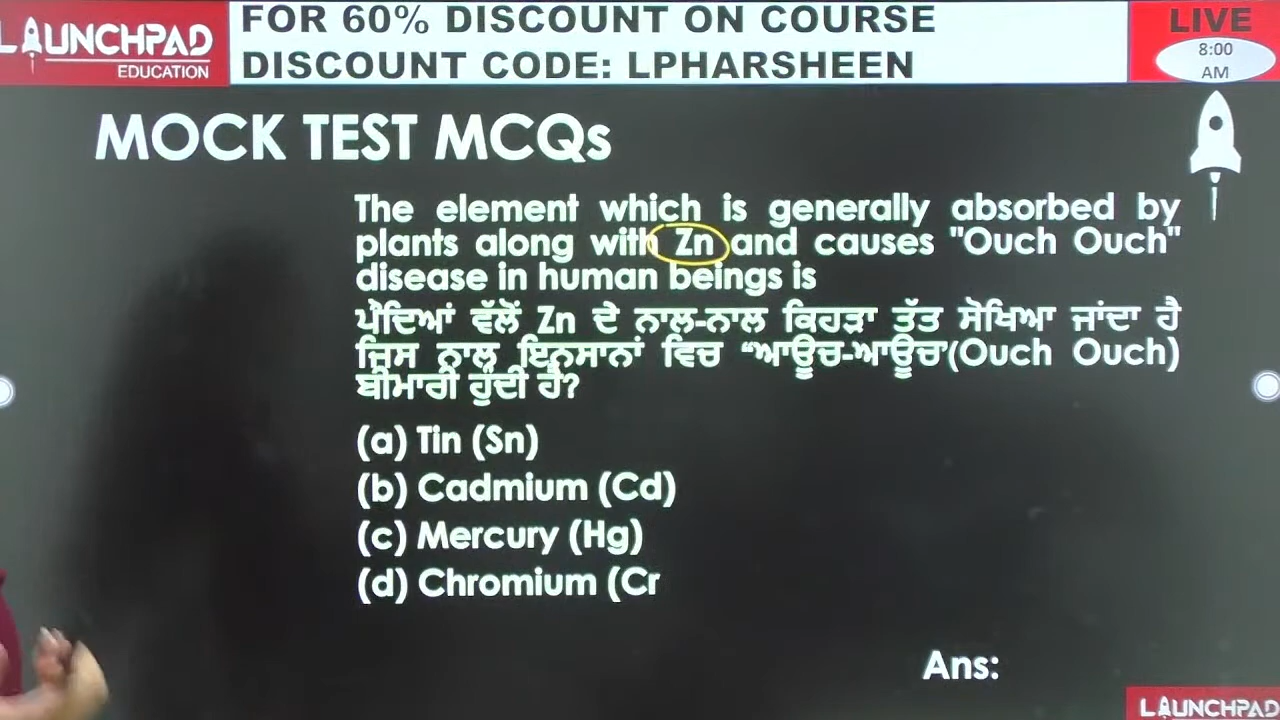 LAUNCHPAD
EDUCATION
FOR 60% DISCOUNT ON COURSE
DISCOUNT CODE: LPHARSHEEN
LIVE
8:00
AM
MOCK TEST MCQs
The element which is generally absorbed by
plants along with Zn and causes "Ouch Ouch"
disease in human beings is
ਪੌਦਿਆਂ ਵੱਲੋਂ Zn ਦੇ ਨਾਲ-ਨਾਲ ਕਿਹੜਾ ਤੱਤ ਸੋਖਿਆ ਜਾਂਦਾ ਹੈ
ਜਿਸ ਨਾਲ ਇਨਸਾਨਾਂ ਵਿਚ “ਆਊਚ-ਆਊਚ'(Ouch Ouch)
ਬੀਮਾਰੀ ਹੁੰਦੀ ਹੈ?
(a) Tin (Sn)
(b) Cadmium (Cd)
(c) Mercury (Hg)
(d) Chromium (Cr
Ans:
LAUNCHPAD